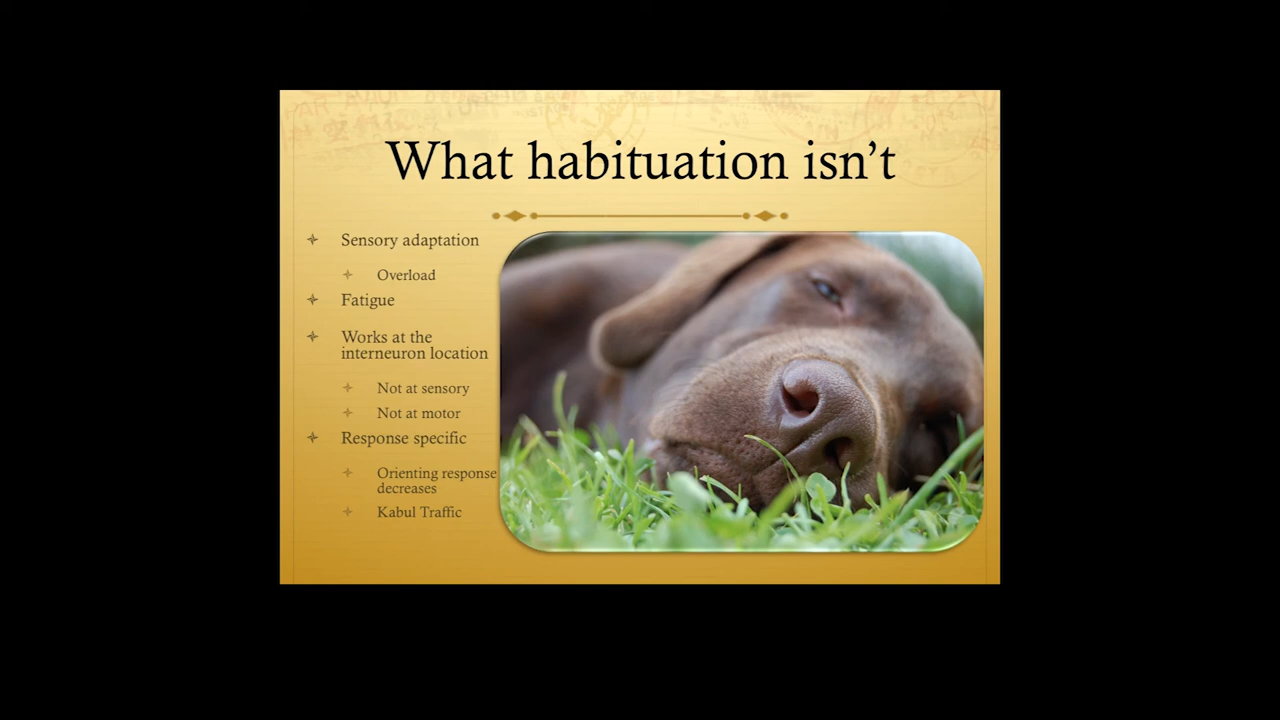 What habituation isn't
Sensory adaptation
Overload
Fatigue
Works at the
interneuron location
Not at sensory
Not at motor
Response specific
Orienting response
decreases
Kabul Traffic